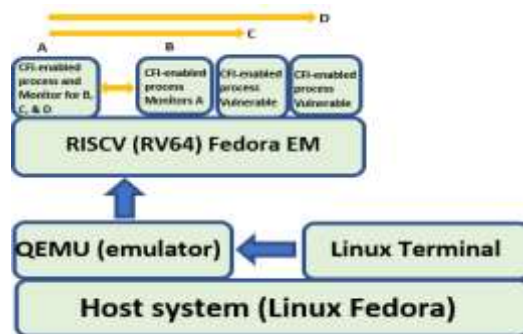 D
C
A
B
CFI-enabled
process and
Monitor for B,
C, & D
CFI-enabled
process
Monitors A
CFI-enabled
process
Vulnerable
CFI-enabled
process
Vulnerable
RISCV (RV64) Fedora EM
QEMU (emulator)
Linux Terminal
Host system (Linux Fedora)